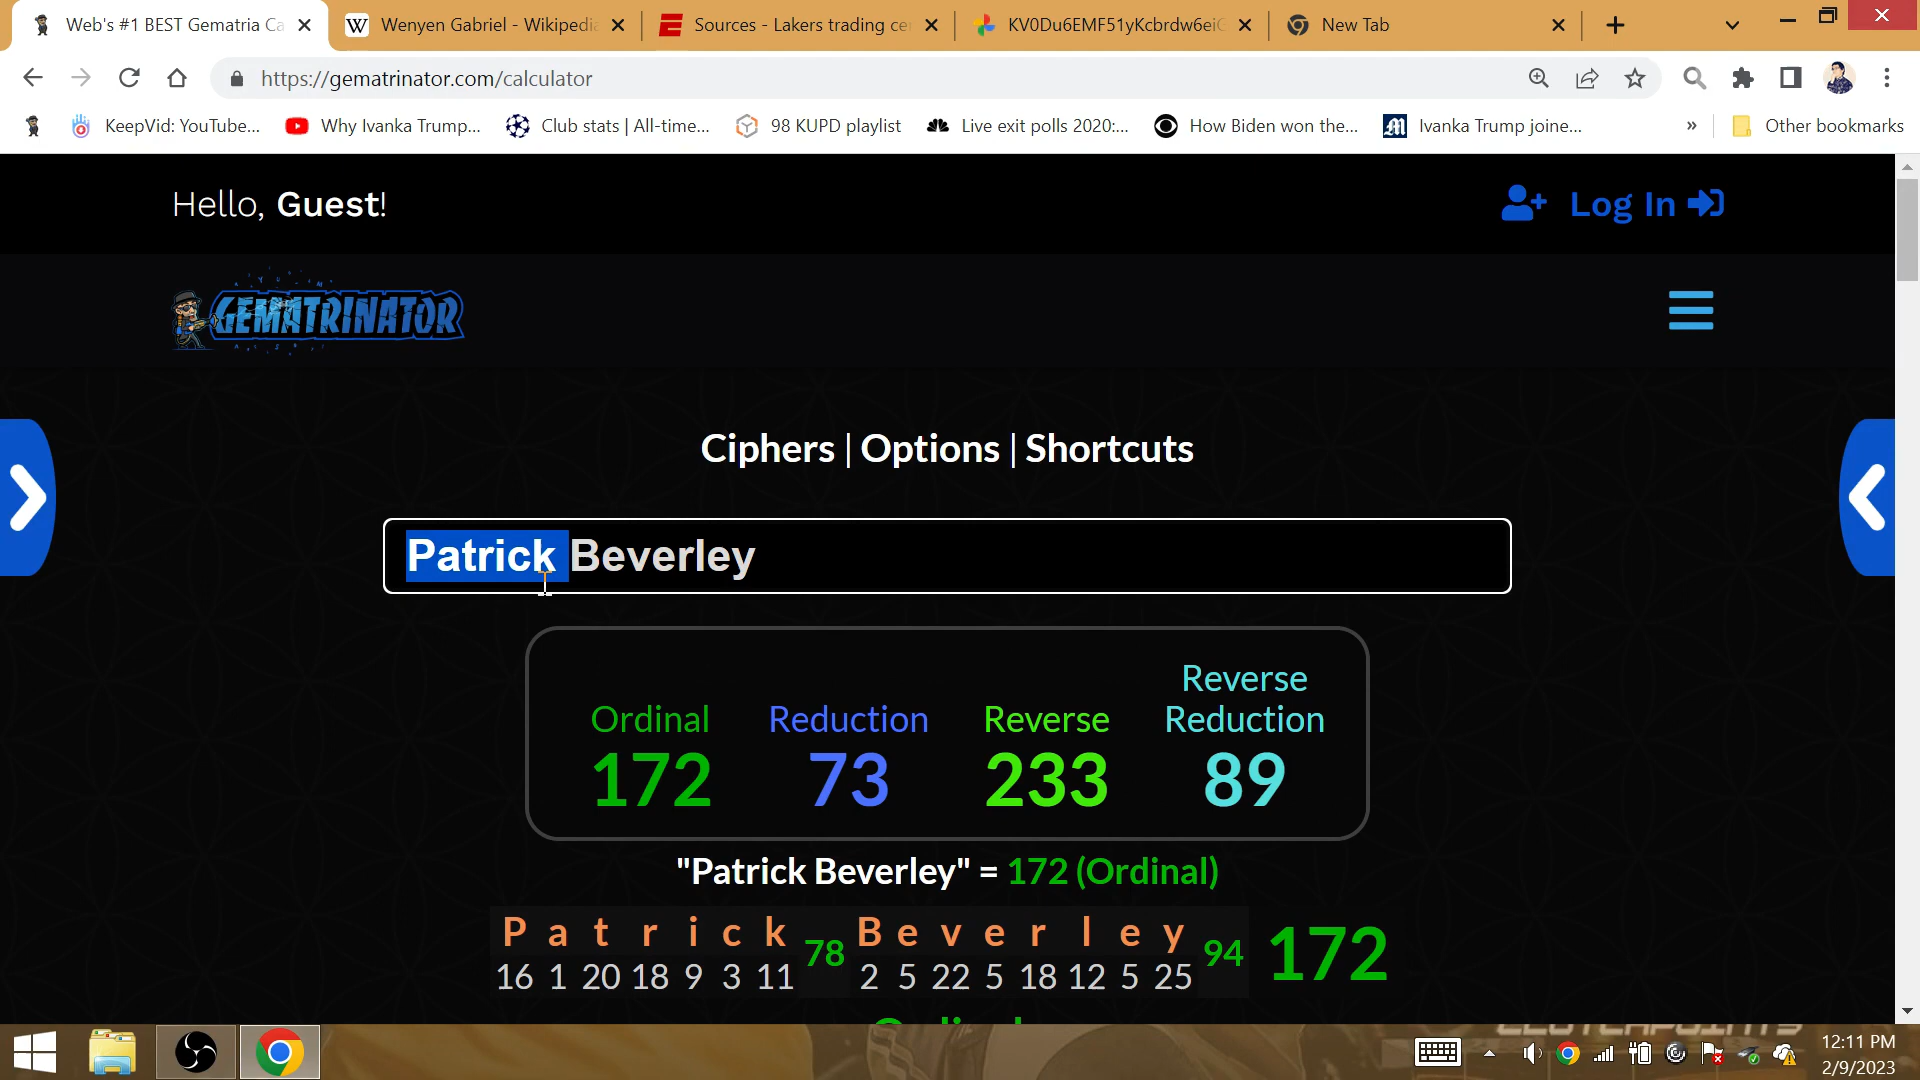 Web's #1 BEST Gematria Ca
Wenyen Gabriel - Wikipedia
Sources - Lakers trading ce
KV0Du6EMF51yKcbrdw6eiG
New Tab
https://gematrinator.com/calculator
KeepVid: YouTube...
Why Ivanka Trump...
Club stats | All-time...
98 KUPD playlist
Live exit polls 2020:...
How Biden won the...
Ivanka Trump joine...
»
Other bookmarks
Hello, Guest!
Log In
GEMATRINATOR
Ciphers | Options | Shortcuts
Patrick Beverley
Ordinal Reduction Reverse Reverse Reduction
172 73 233 89
"Patrick Beverley" = 172 (Ordinal)
P a t r i c k 78 B e v e r l e y 94 172
16 1 20 18 9 3 11 2 5 22 5 18 12 5 25
12:11 PM
2/9/2023